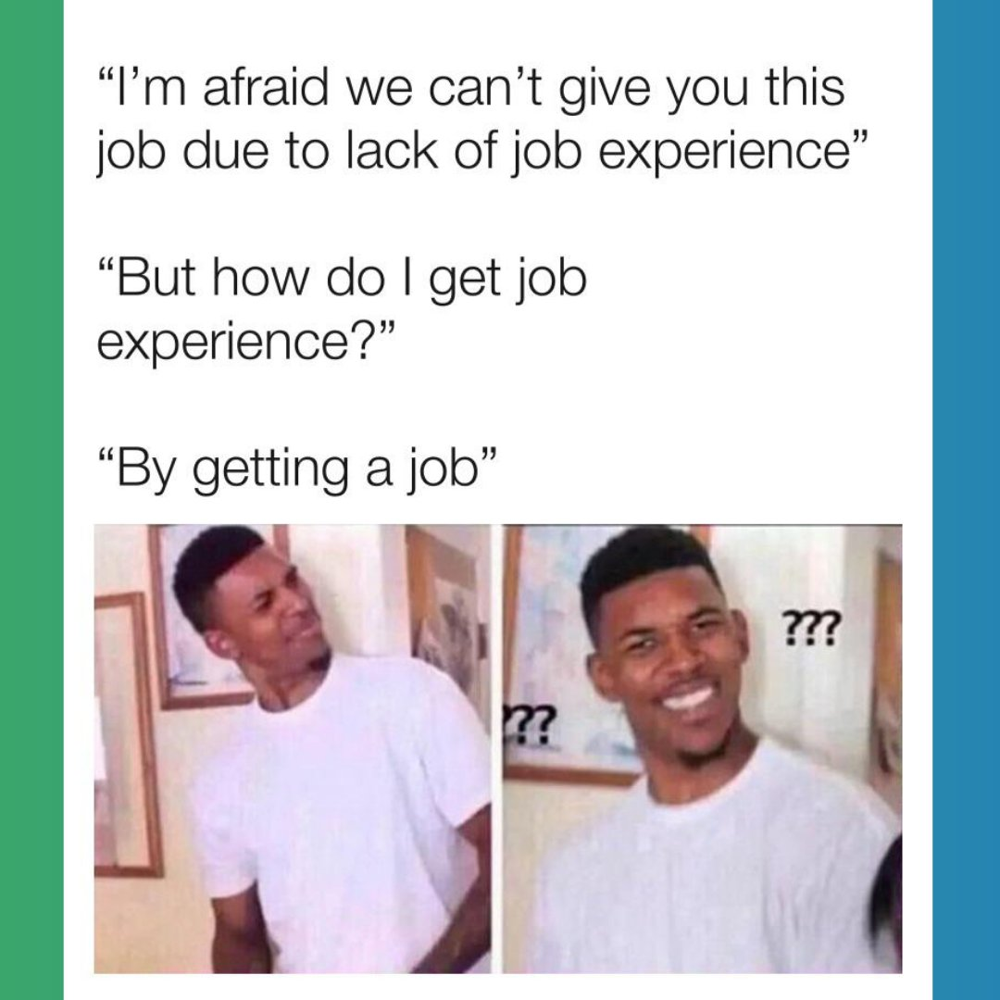 “I’m afraid we can’t give you this
job due to lack of job experience”
“But how do I get job
experience?”
“By getting a job”
???
???